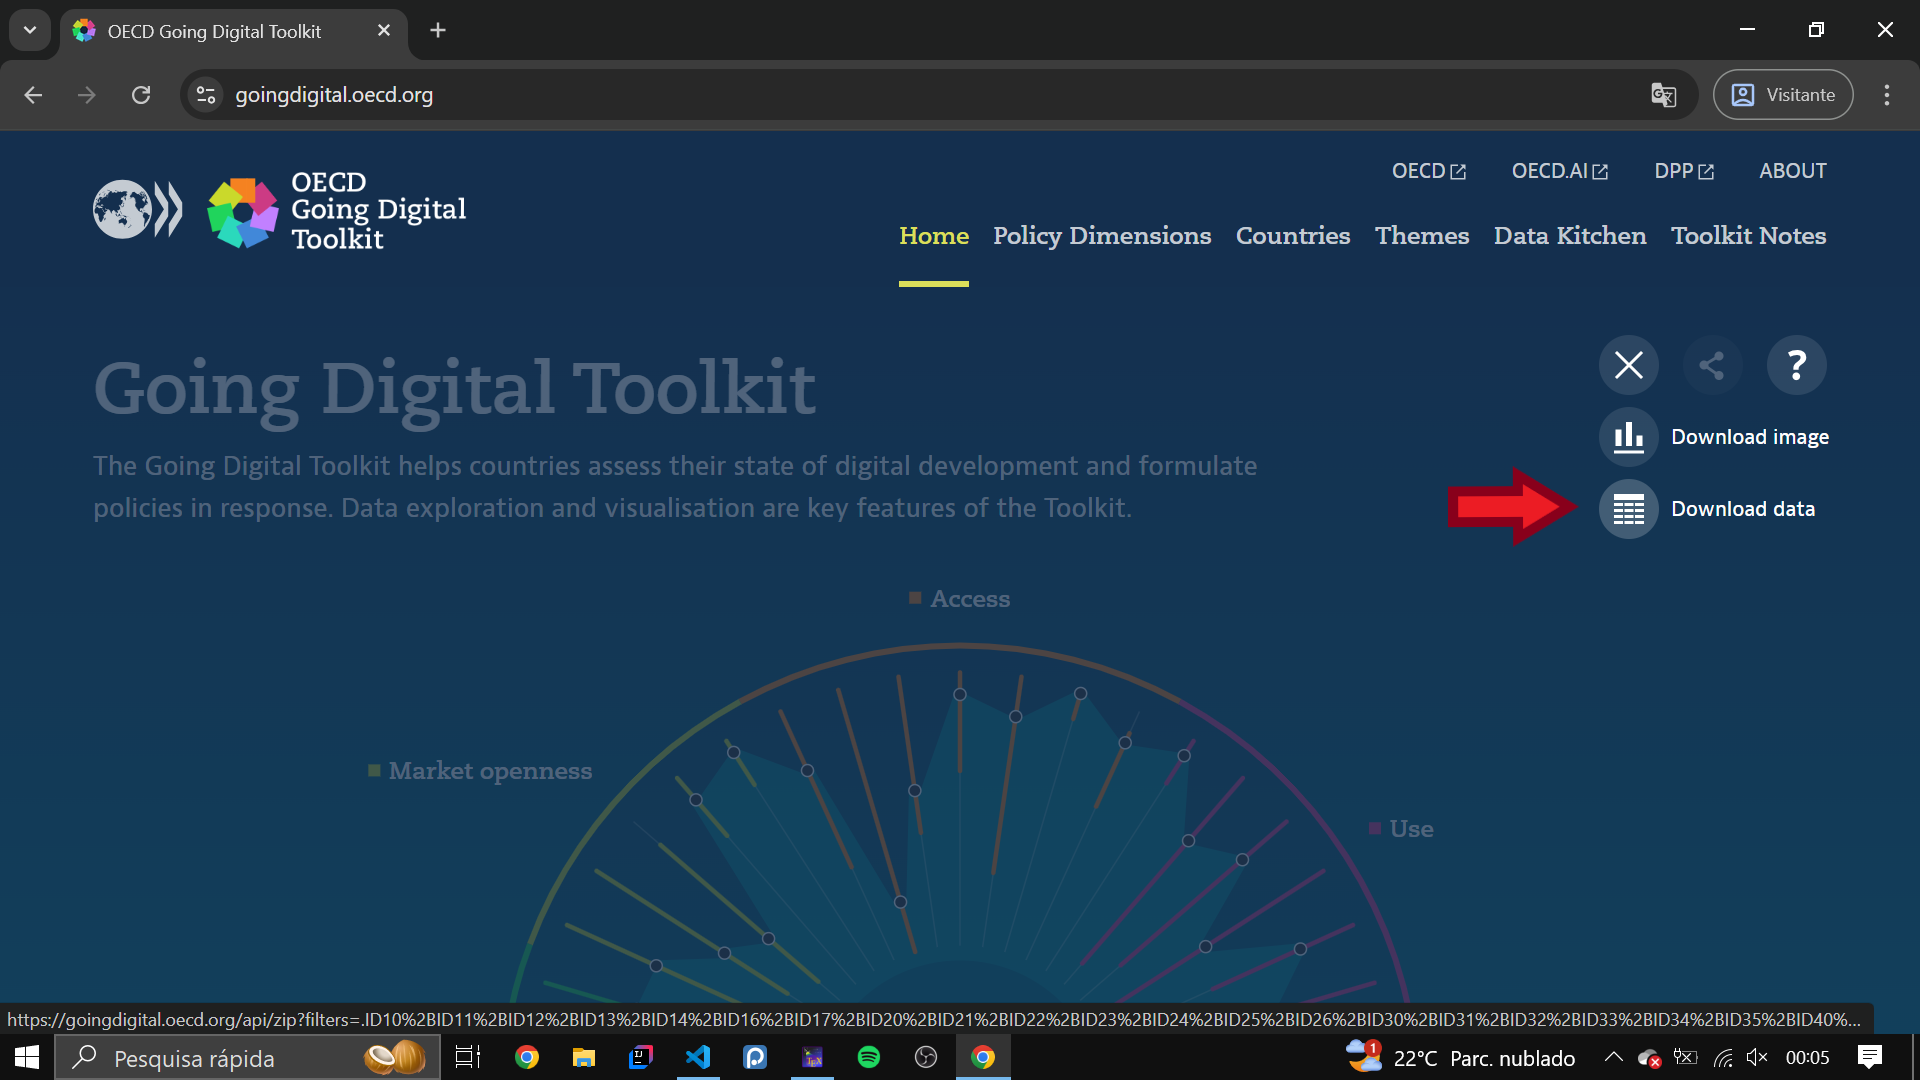 OECD Going Digital Toolkit
goingdigital.oecd.org
Visitante
OECD
OECD.AI
DPP
ABOUT
OECD
Going Digital
Toolkit
Home
Policy Dimensions
Countries
Themes
Data Kitchen
Toolkit Notes
Going Digital Toolkit
The Going Digital Toolkit helps countries assess their state of digital development and formulate
policies in response. Data exploration and visualisation are key features of the Toolkit.
?
Download image
Download data
Access
Market openness
Use
https://goingdigital.oecd.org/api/zip?filters=.ID10%2BID11%2BID12%2BID13%2BID14%2BID16%2BID17%2BID20%2BID21%2BID22%2BID23%2BID24%2BID25%2BID26%2BID30%2BID31%2BID32%2BID33%2BID34%2BID35%2BID40%...
Pesquisa rápida
1
22°C Parc. nublado
00:05